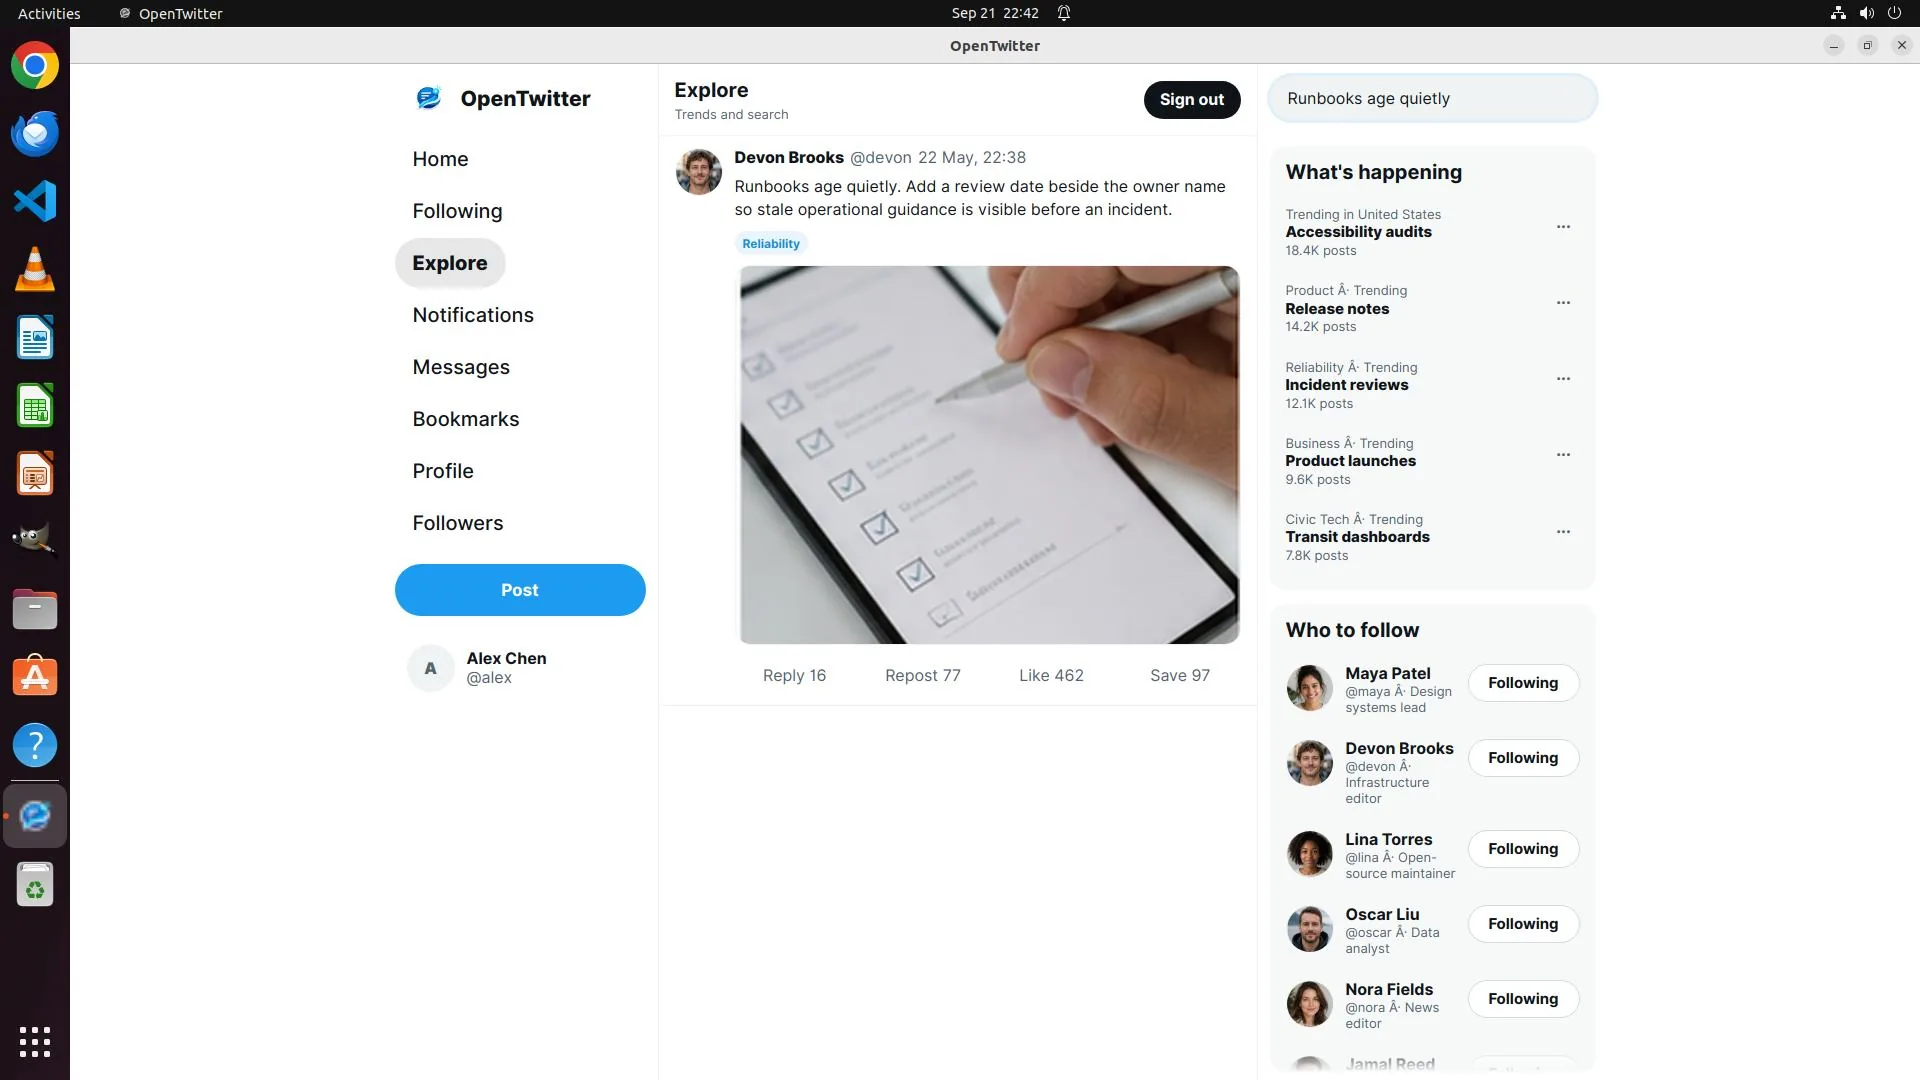 Activities
OpenTwitter
Sep 21 22:42
OpenTwitter
OpenTwitter
Home
Following
Explore
Notifications
Messages
Bookmarks
Profile
Followers
Post
A
Alex Chen
@alex
Explore
Trends and search
Sign out
Devon Brooks @devon 22 May, 22:38
Runbooks age quietly. Add a review date beside the owner name
so stale operational guidance is visible before an incident.
Reliability
Reply 16
Repost 77
Like 462
Save 97
Runbooks age quietly
What's happening
Trending in United States
Accessibility audits
18.4K posts
Product Â· Trending
Release notes
14.2K posts
Reliability Â· Trending
Incident reviews
12.1K posts
Business Â· Trending
Product launches
9.6K posts
Civic Tech Â· Trending
Transit dashboards
7.8K posts
Who to follow
Maya Patel
@maya Â· Design
systems lead
Following
Devon Brooks
@devon Â·
Infrastructure
editor
Following
Lina Torres
@lina Â· Open-
source maintainer
Following
Oscar Liu
@oscar Â· Data
analyst
Following
Nora Fields
@nora Â· News
editor
Following
Jamal Reed